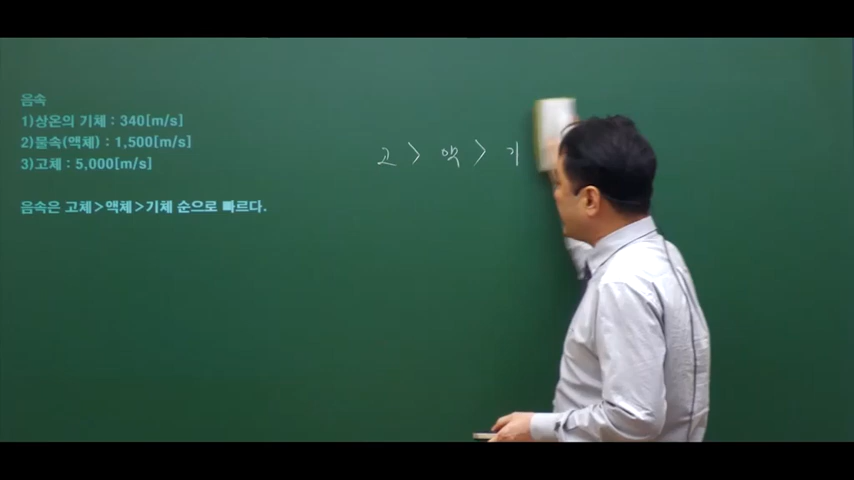 음속
1)상온의 기체 : 340[m/s]
2)물속(액체) : 1,500[m/s]
3)고체 : 5,000[m/s]
음속은 고체>액체>기체 순으로 빠르다.
고 > 액 > 기